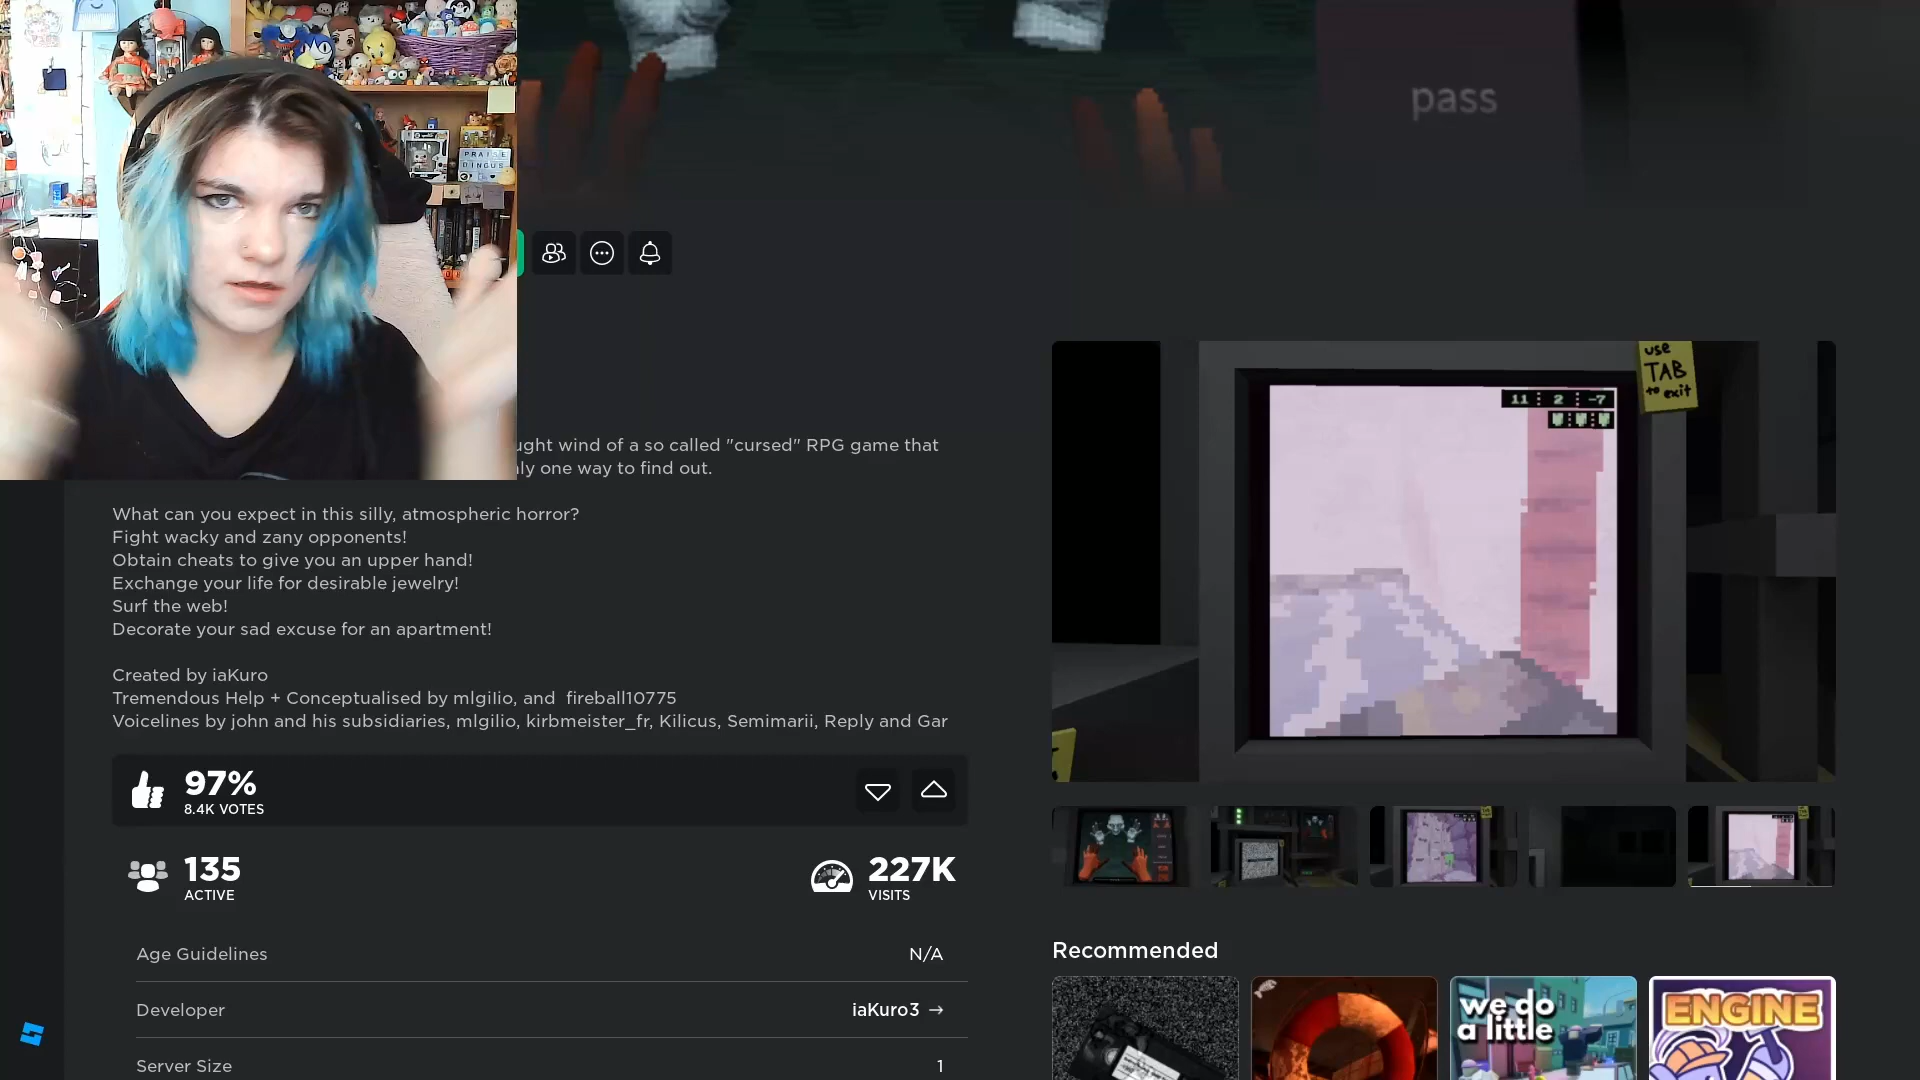 PRAISE
DINGUS
pass
ught wind of a so called "cursed" RPG game that
nly one way to find out.
What can you expect in this silly, atmospheric horror?
Fight wacky and zany opponents!
Obtain cheats to give you an upper hand!
Exchange your life for desirable jewelry!
Surf the web!
Decorate your sad excuse for an apartment!
Created by iaKuro
Tremendous Help + Conceptualised by mlgilio, and fireball10775
Voicelines by john and his subsidiaries, mlgilio, kirbmeister_fr, Kilicus, Semimarii, Reply and Gar
97%
8.4K VOTES
135
ACTIVE
227K
VISITS
Age Guidelines
N/A
Developer
iaKuro3 →
Server Size
1
use
TAB
to exit
11 : 2 : -7
Recommended
we do
a little
ENGINE